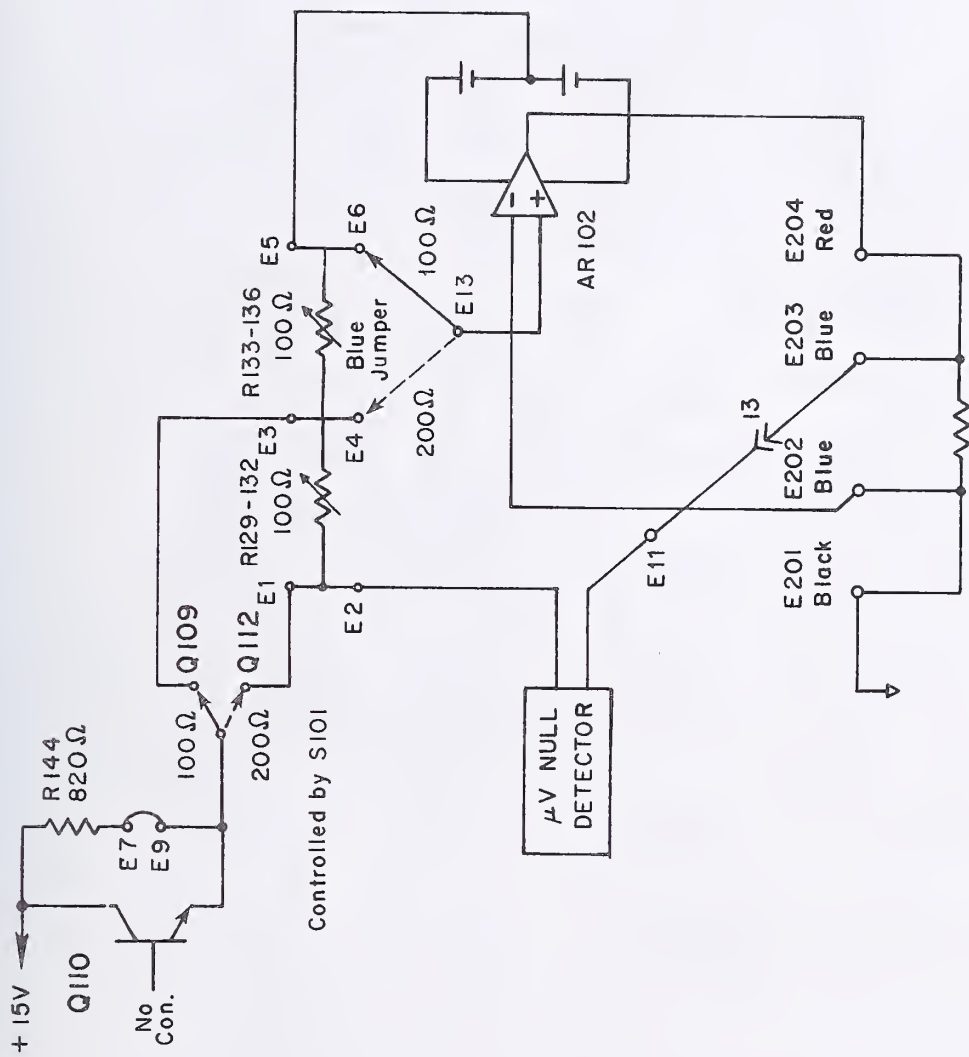 + 15V
Q110
No
Con.
R144
820Ω
E7
E9
Controlled by S101
100Ω
200Ω
Q109
Q112
E1
E2
R129-132
100Ω
E3
E4
200Ω
R133-136
100Ω
Blue
Jumper
E5
E6
100Ω
E13
-
+
AR102
μV NULL
DETECTOR
E11
13
E201
Black
E202
Blue
E203
Blue
E204
Red